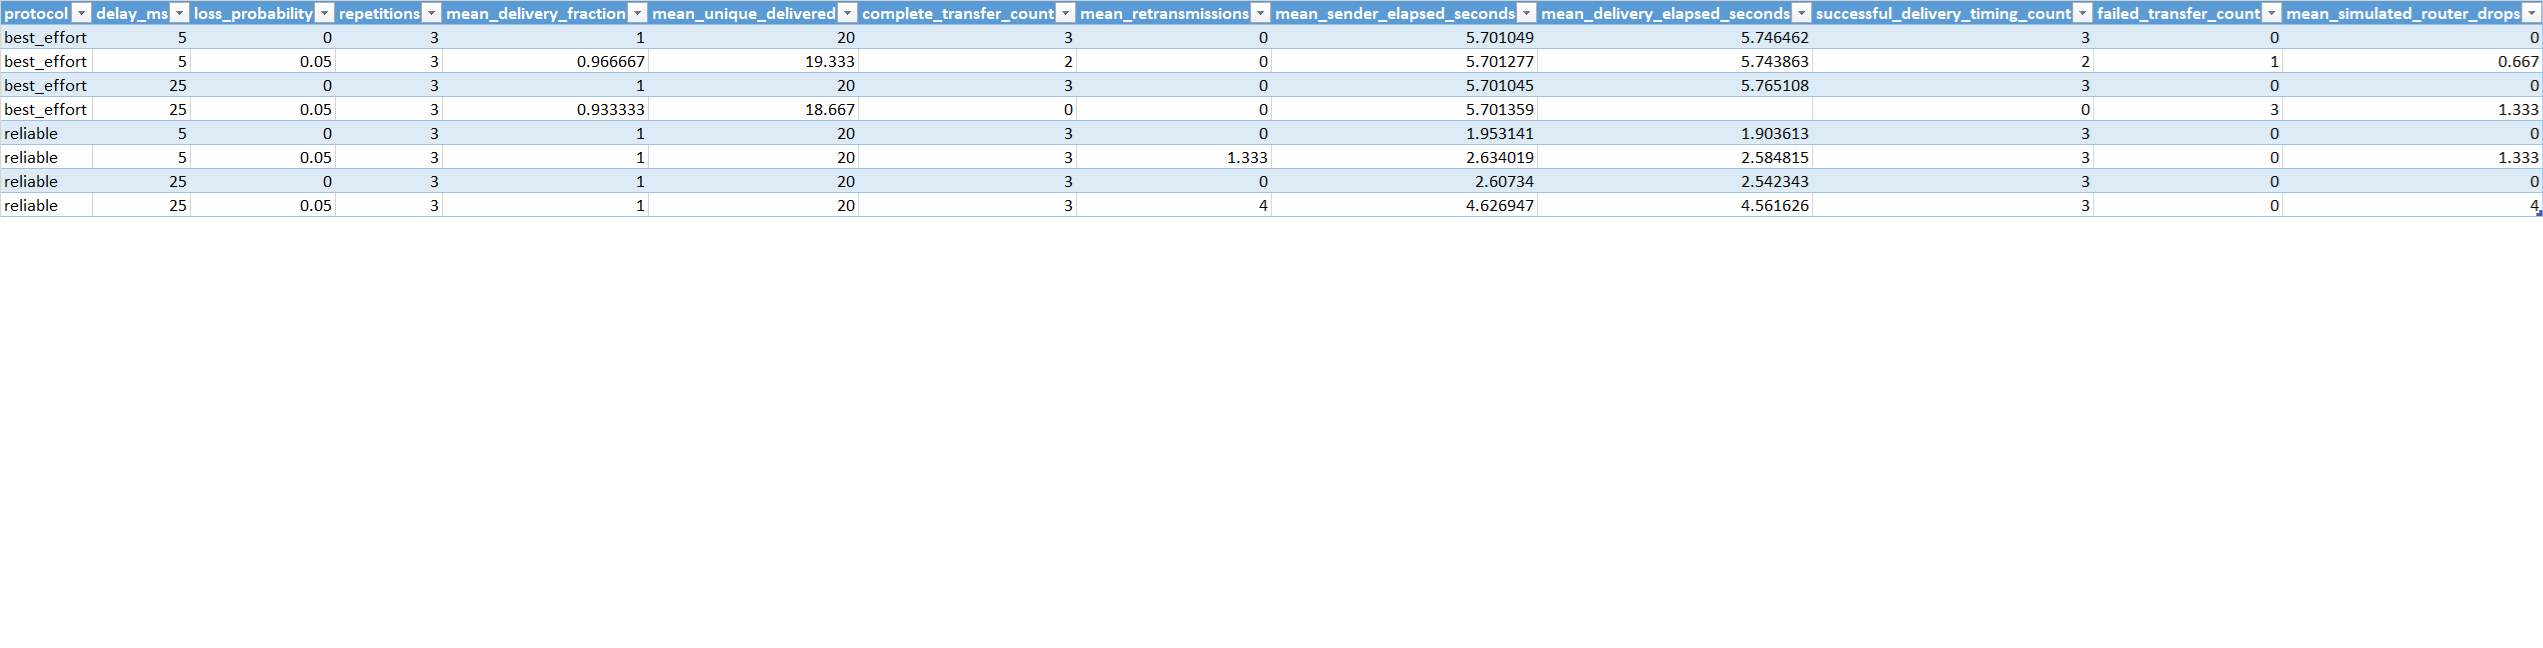 protocol delay_ms loss_probability repetitions mean_delivery_fraction mean_unique_delivered complete_transfer_count mean_retransmissions mean_sender_elapsed_seconds mean_delivery_elapsed_seconds successful_delivery_timing_count failed_transfer_count mean_simulated_router_drops
best_effort 5 0 3 1 20 3 0 5.701049 5.746462 3 0 0
best_effort 5 0.05 3 0.966667 19.333 2 0 5.701277 5.743863 2 1 0.667
best_effort 25 0 3 1 20 3 0 5.701045 5.765108 3 0 0
best_effort 25 0.05 3 0.933333 18.667 0 0 5.701359 0 3 1.333
reliable 5 0 3 1 20 3 0 1.953141 1.903613 3 0 0
reliable 5 0.05 3 1 20 3 1.333 2.634019 2.584815 3 0 1.333
reliable 25 0 3 1 20 3 0 2.60734 2.542343 3 0 0
reliable 25 0.05 3 1 20 3 4 4.626947 4.561626 3 0 4